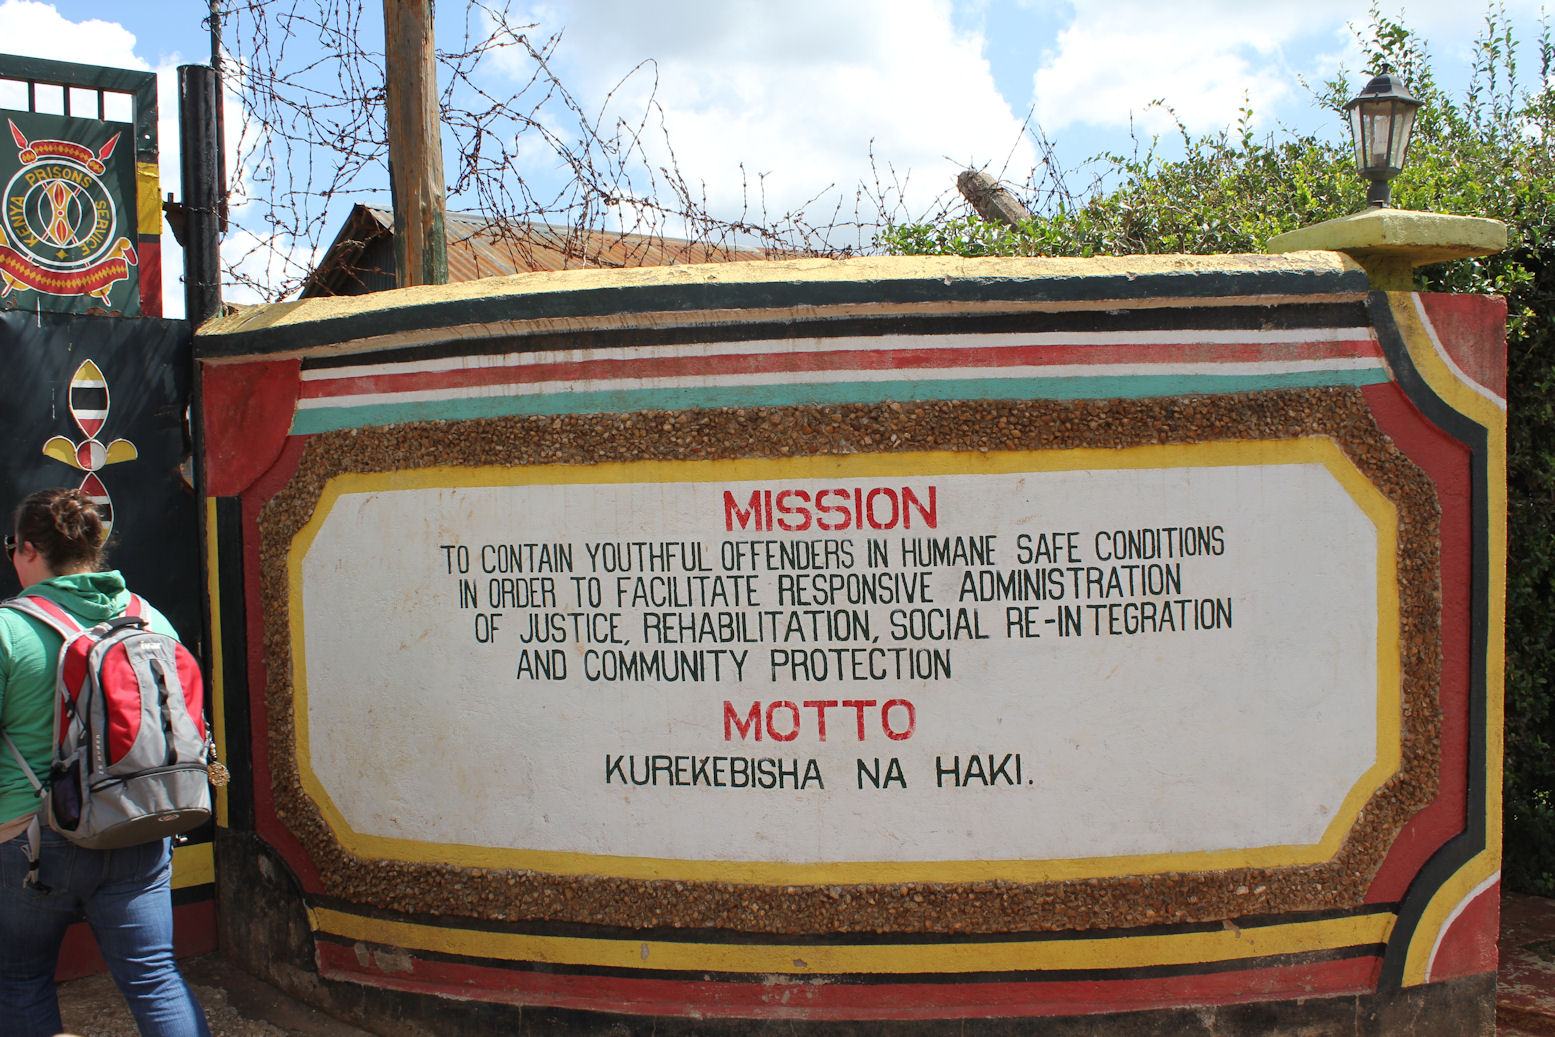 KENYA PRISONS SERVICE
MISSION
TO CONTAIN YOUTHFUL OFFENDERS IN HUMANE SAFE CONDITIONS
IN ORDER TO FACILITATE RESPONSIVE ADMINISTRATION
OF JUSTICE, REHABILITATION, SOCIAL RE-INTEGRATION
AND COMMUNITY PROTECTION
MOTTO
KUREKEBISHA NA HAKI.